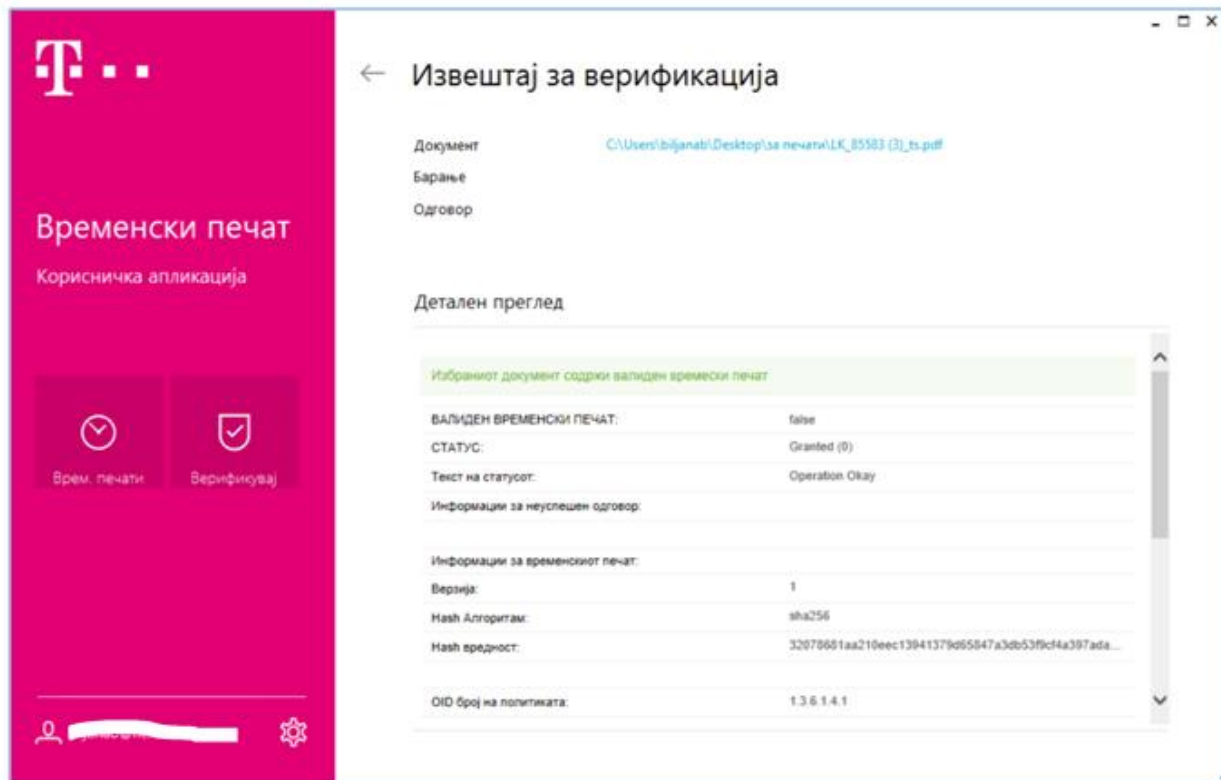 T
Извештај за верификација
Документ C:\Users\biljanab\Desktop\за печати\LK_85583 (3)_ts.pdf
Барање
Одговор
Временски печат
Корисничка апликација
Врем. печати
Верификувај
Детален преглед
Избраниот документ содржи валиден времески печат
ВАЛИДЕН ВРЕМЕНСКИ ПЕЧАТ: false
СТАТУС: Granted (0)
Текст на статусот: Operation Okay
Информации за неуспешен одговор:
Информации за временскиот печат:
Верзија: 1
Hash Алгоритам: sha256
Hash вредност: 32078681aa210eec13941379d65847a3db53f9cf4a397ada...
OID број на политиката: 1.3.6.1.4.1